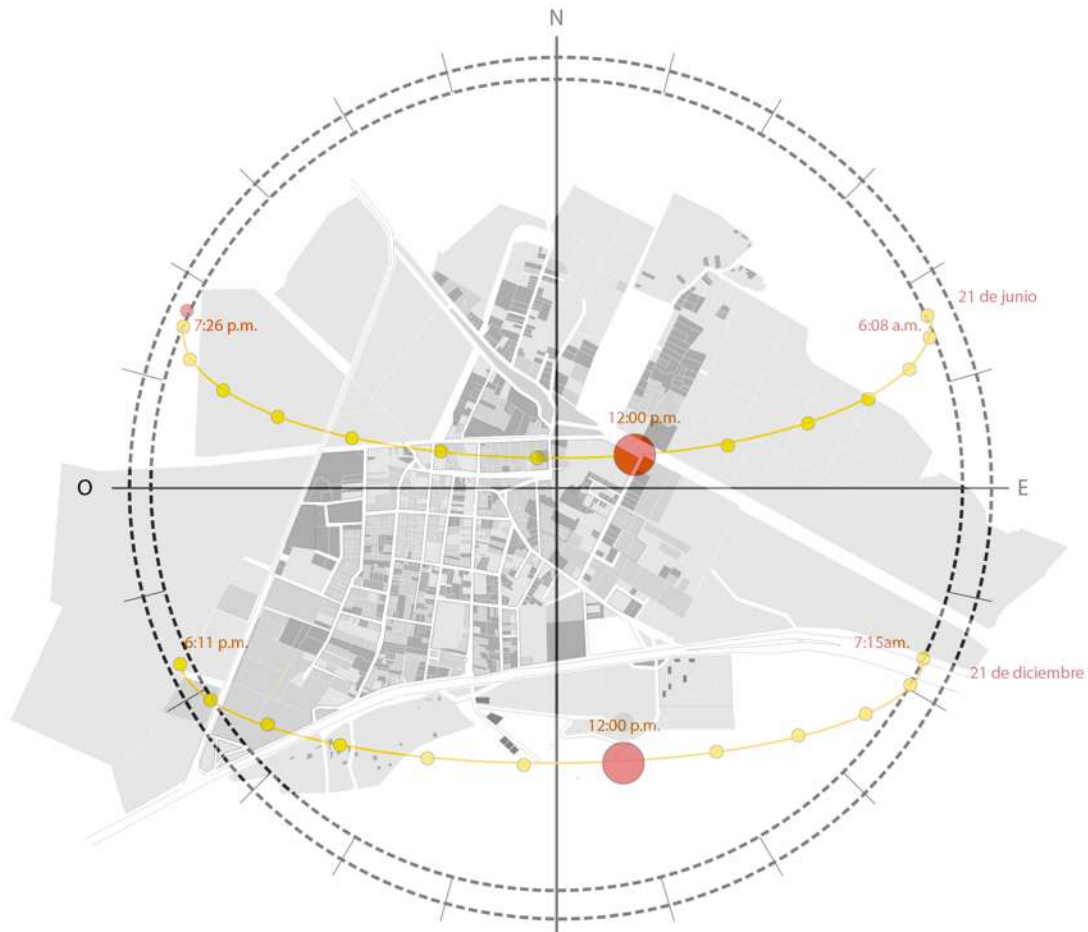 N
21 de junio
7:26 p.m.
6:08 a.m.
12:00 p.m.
O
E
6:11 p.m.
7:15am.
21 de diciembre
12:00 p.m.